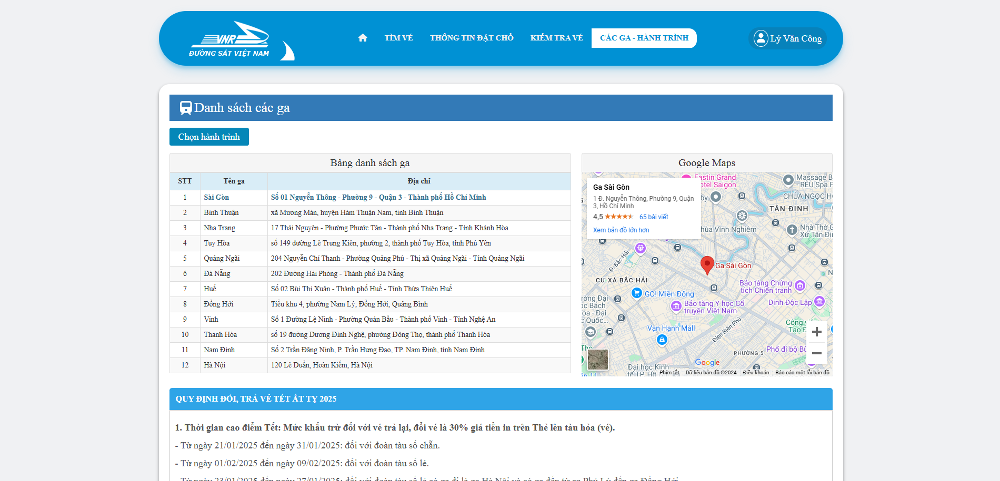 VNR
ĐƯỜNG SẮT VIỆT NAM
TÌM VÉ
THÔNG TIN ĐẶT CHỖ
KIỂM TRA VÉ
CÁC GA - HÀNH TRÌNH
Lý Văn Công
Danh sách các ga
Chọn hành trình
Bảng danh sách ga
STT Tên ga Địa chỉ
1 Sài Gòn Số 01 Nguyễn Thông - Phường 9 - Quận 3 - Thành phố Hồ Chí Minh
2 Bình Thuận xã Mương Mán, huyện Hàm Thuận Nam, tỉnh Bình Thuận
3 Nha Trang 17 Thái Nguyên - Phường Phước Tân - Thành phố Nha Trang - Tỉnh Khánh Hòa
4 Tuy Hòa số 149 đường Lê Trung Kiên, phường 2, thành phố Tuy Hòa, tỉnh Phú Yên
5 Quảng Ngãi 204 Nguyễn Chí Thanh - Phường Quảng Phú - Thị xã Quảng Ngãi - Tỉnh Quảng Ngãi
6 Đà Nẵng 202 Đường Hải Phòng - Thành phố Đà Nẵng
7 Huế Số 02 Bùi Thị Xuân - Thành phố Huế - Tỉnh Thừa Thiên Huế
8 Đồng Hới Tiểu khu 4, phường Nam Lý, Đồng Hới, Quảng Bình
9 Vinh Số 1 Đường Lệ Ninh - Phường Quán Bầu - Thành phố Vinh - Tỉnh Nghệ An
10 Thanh Hóa số 19 đường Dương Đình Nghệ, phường Đông Thọ, thành phố Thanh Hóa
11 Nam Định Số 2 Trần Đăng Ninh, P. Trần Hưng Đạo, TP. Nam Định, tỉnh Nam Định
12 Hà Nội 120 Lê Duẩn, Hoàn Kiếm, Hà Nội
Google Maps
Ga Sài Gòn
1 Đ. Nguyễn Thông, Phường 9, Quận
3, Hồ Chí Minh
4,5 65 bài viết
Xem bản đồ lớn hơn
Eastin Grand
otel Saigon
Massage B
- RÊU Spa P
by
CHÙA NGỌC H
TÂN ĐỊNH
hùa Vĩnh Nghiêm
Nhà Thờ G
Xứ Tân Đị
Đ. Bắc Hải
Ga Sài Gòn
N
CƯ XÁ BẮC HẢI
Bảo tàng Chứng
tích Chiến tranh
GO! Miền Đông
ường Đại
ọc Bách
oa - Đại
c Quốc...
Bảo tàng Y học Cổ
truyền Việt Nam
Dinh Độc Lập
Điện Biên Phủ
Công v
Tao Đ
Vạn Hạnh Mall
Thọ
PHƯỜNG 5
Phố đi bộ Bù
Google
Đại học Kinh
tế TP. Hồ
ận 11
Phím tắt
Dữ liệu bản đồ ©2024
Điều khoản
Báo cáo một lỗi bản đồ
QUY ĐỊNH ĐỔI, TRẢ VÉ TẾT ẤT TỴ 2025
1. Thời gian cao điểm Tết: Mức khấu trừ đối với vé trả lại, đổi vé là 30% giá tiền in trên Thẻ lên tàu hỏa (vé).
- Từ ngày 21/01/2025 đến ngày 31/01/2025: đối với đoàn tàu số chẵn.
- Từ ngày 01/02/2025 đến ngày 09/02/2025: đối với đoàn tàu số lẻ.
- Từ ngày 23/01/2025 đến ngày 27/01/2025: đối với đoàn tàu số lẻ có ga đi là ga Hà Nội và có ga đến từ ga Phủ Lý đến ga Đồng Hới